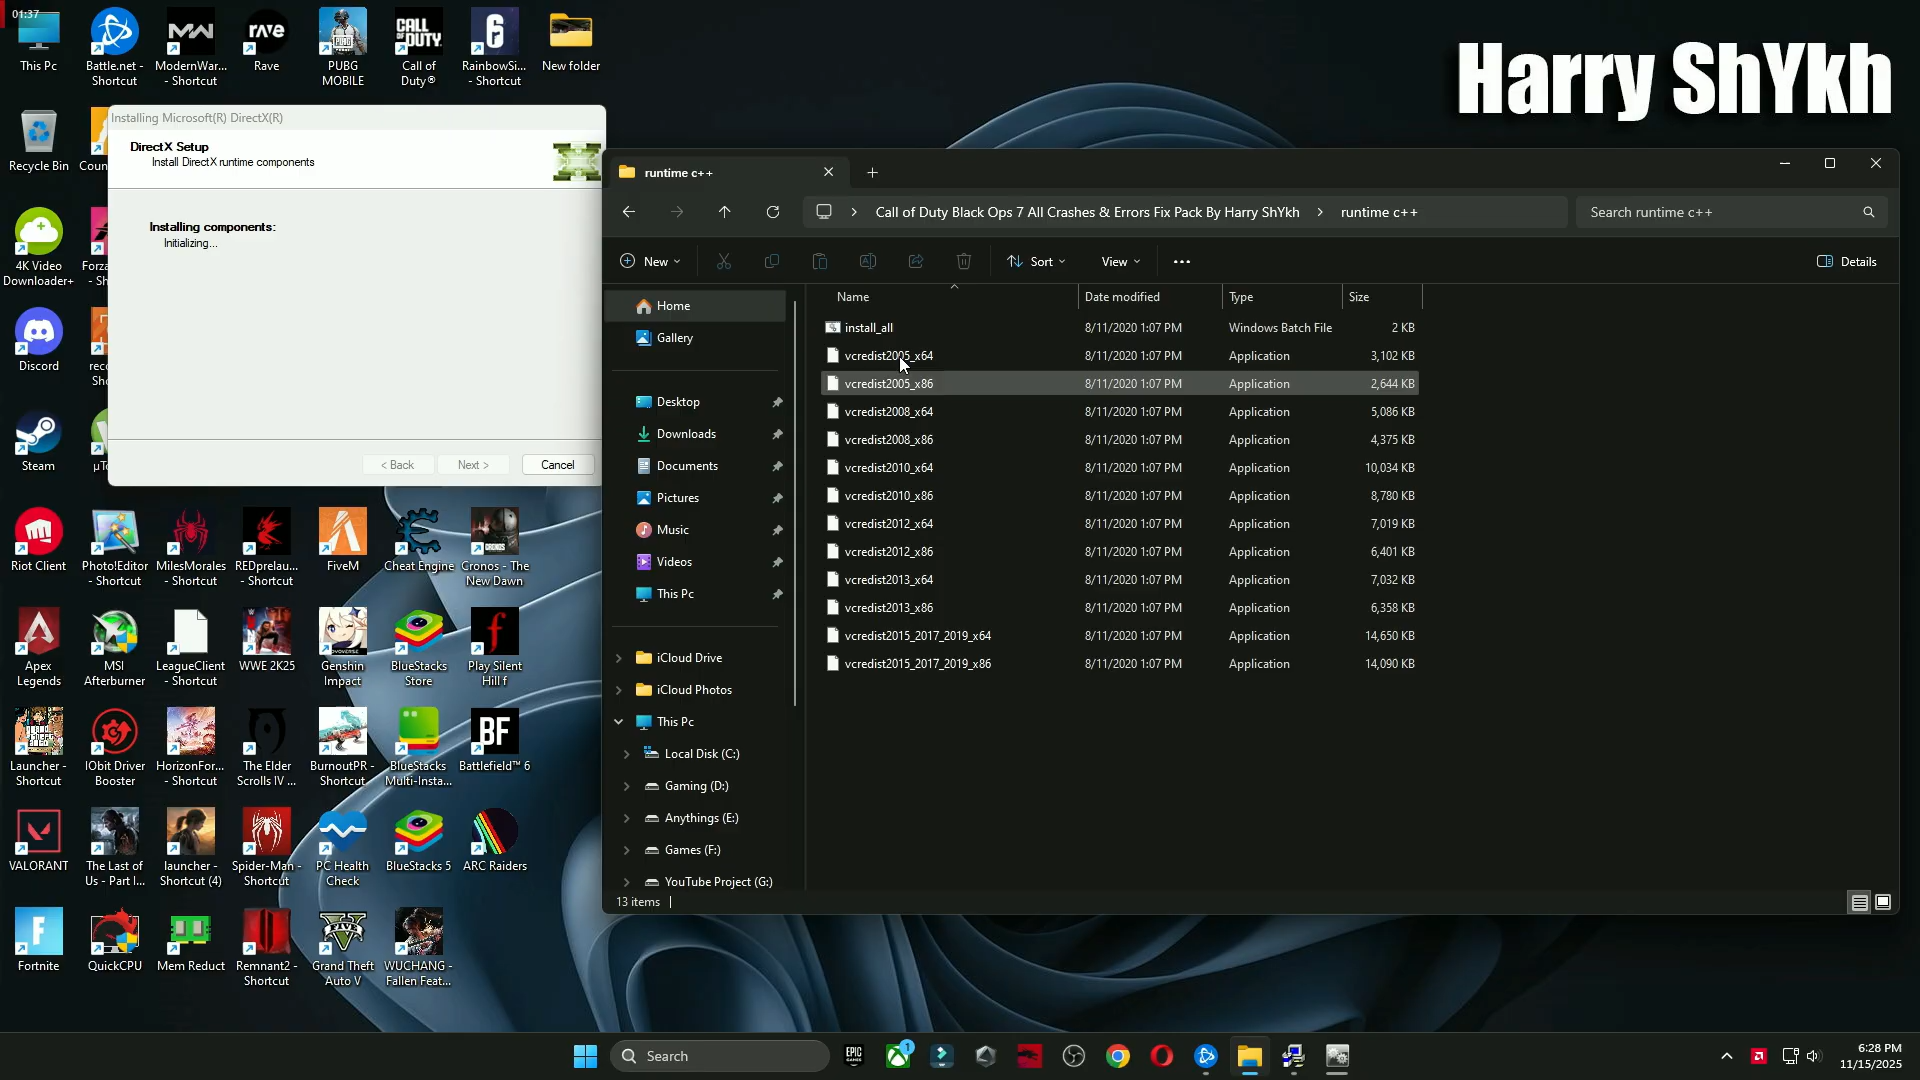 01:37
Harry ShYkh
This Pc
Battle.net - Shortcut
ModernWar... - Shortcut
Rave
PUBG MOBILE
Call of Duty®
RainbowSi... - Shortcut
New folder
Recycle Bin
Coun
4K Video Downloader+
Forza
- Sh
Discord
reco
Sho
Steam
µTo
Installing Microsoft(R) DirectX(R)
DirectX Setup
Install DirectX runtime components
Installing components:
Initializing...
< Back
Next >
Cancel
Riot Client
Photo!Editor - Shortcut
MilesMorales - Shortcut
REDprelau... - Shortcut
FiveM
Cheat Engine
Cronos - The New Dawn
Apex Legends
MSI Afterburner
LeagueClient - Shortcut
WWE 2K25
Genshin Impact
BlueStacks Store
Play Silent Hill f
Launcher - Shortcut
IObit Driver Booster
HorizonFor... - Shortcut
The Elder Scrolls IV ...
BurnoutPR - Shortcut
BlueStacks Multi-Insta...
Battlefield™ 6
VALORANT
The Last of Us - Part I...
launcher - Shortcut (4)
Spider-Man - Shortcut
PC Health Check
BlueStacks 5
ARC Raiders
Fortnite
QuickCPU
Mem Reduct
Remnant2 - Shortcut
Grand Theft Auto V
WUCHANG - Fallen Feat...
runtime c++
Call of Duty Black Ops 7 All Crashes & Errors Fix Pack By Harry ShYkh > runtime c++
Search runtime c++
New
Sort
View
Details
Home
Gallery
Desktop
Downloads
Documents
Pictures
Music
Videos
This Pc
iCloud Drive
iCloud Photos
This Pc
Local Disk (C:)
Gaming (D:)
Anythings (E:)
Games (F:)
YouTube Project (G:)
Name Date modified Type Size
install_all 8/11/2020 1:07 PM Windows Batch File 2 KB
vcredist2005_x64 8/11/2020 1:07 PM Application 3,102 KB
vcredist2005_x86 8/11/2020 1:07 PM Application 2,644 KB
vcredist2008_x64 8/11/2020 1:07 PM Application 5,086 KB
vcredist2008_x86 8/11/2020 1:07 PM Application 4,375 KB
vcredist2010_x64 8/11/2020 1:07 PM Application 10,034 KB
vcredist2010_x86 8/11/2020 1:07 PM Application 8,780 KB
vcredist2012_x64 8/11/2020 1:07 PM Application 7,019 KB
vcredist2012_x86 8/11/2020 1:07 PM Application 6,401 KB
vcredist2013_x64 8/11/2020 1:07 PM Application 7,032 KB
vcredist2013_x86 8/11/2020 1:07 PM Application 6,358 KB
vcredist2015_2017_2019_x64 8/11/2020 1:07 PM Application 14,650 KB
vcredist2015_2017_2019_x86 8/11/2020 1:07 PM Application 14,090 KB
13 items
Search
6:28 PM
11/15/2025